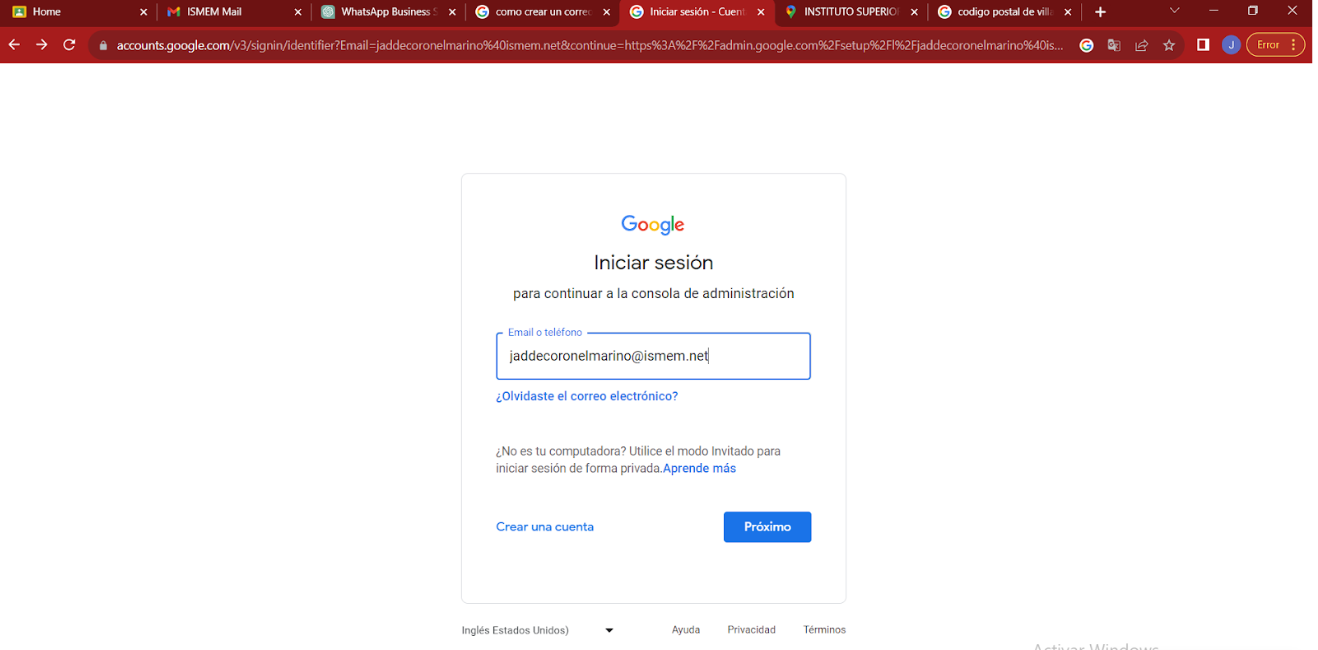 Home
ISMEM Mail
WhatsApp Business S
como crear un correo
Iniciar sesión - Cuent
INSTITUTO SUPERIO
codigo postal de villa
accounts.google.com/v3/signin/identifier?Email=jaddecoronelmarino%40ismem.net&continue=https%3A%2F%2Fadmin.google.com%2Fsetup%2Fl%2Fjaddecoronelmarino%40is...
J
Error
Google
Iniciar sesión
para continuar a la consola de administración
Email o teléfono
jaddecoronelmarino@ismem.net
¿Olvidaste el correo electrónico?
¿No es tu computadora? Utilice el modo Invitado para
iniciar sesión de forma privada.Aprende más
Crear una cuenta
Próximo
Inglés Estados Unidos)
Ayuda
Privacidad
Términos
Activar Windows